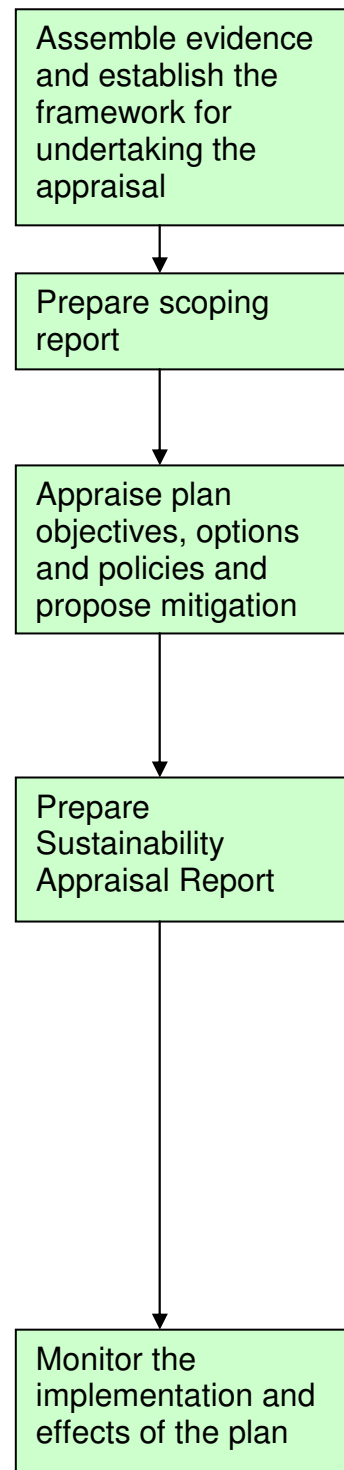 Assemble evidence
and establish the
framework for
undertaking the
appraisal
Prepare scoping
report
Appraise plan
objectives, options
and policies and
propose mitigation
Prepare
Sustainability
Appraisal Report
Monitor the
implementation and
effects of the plan